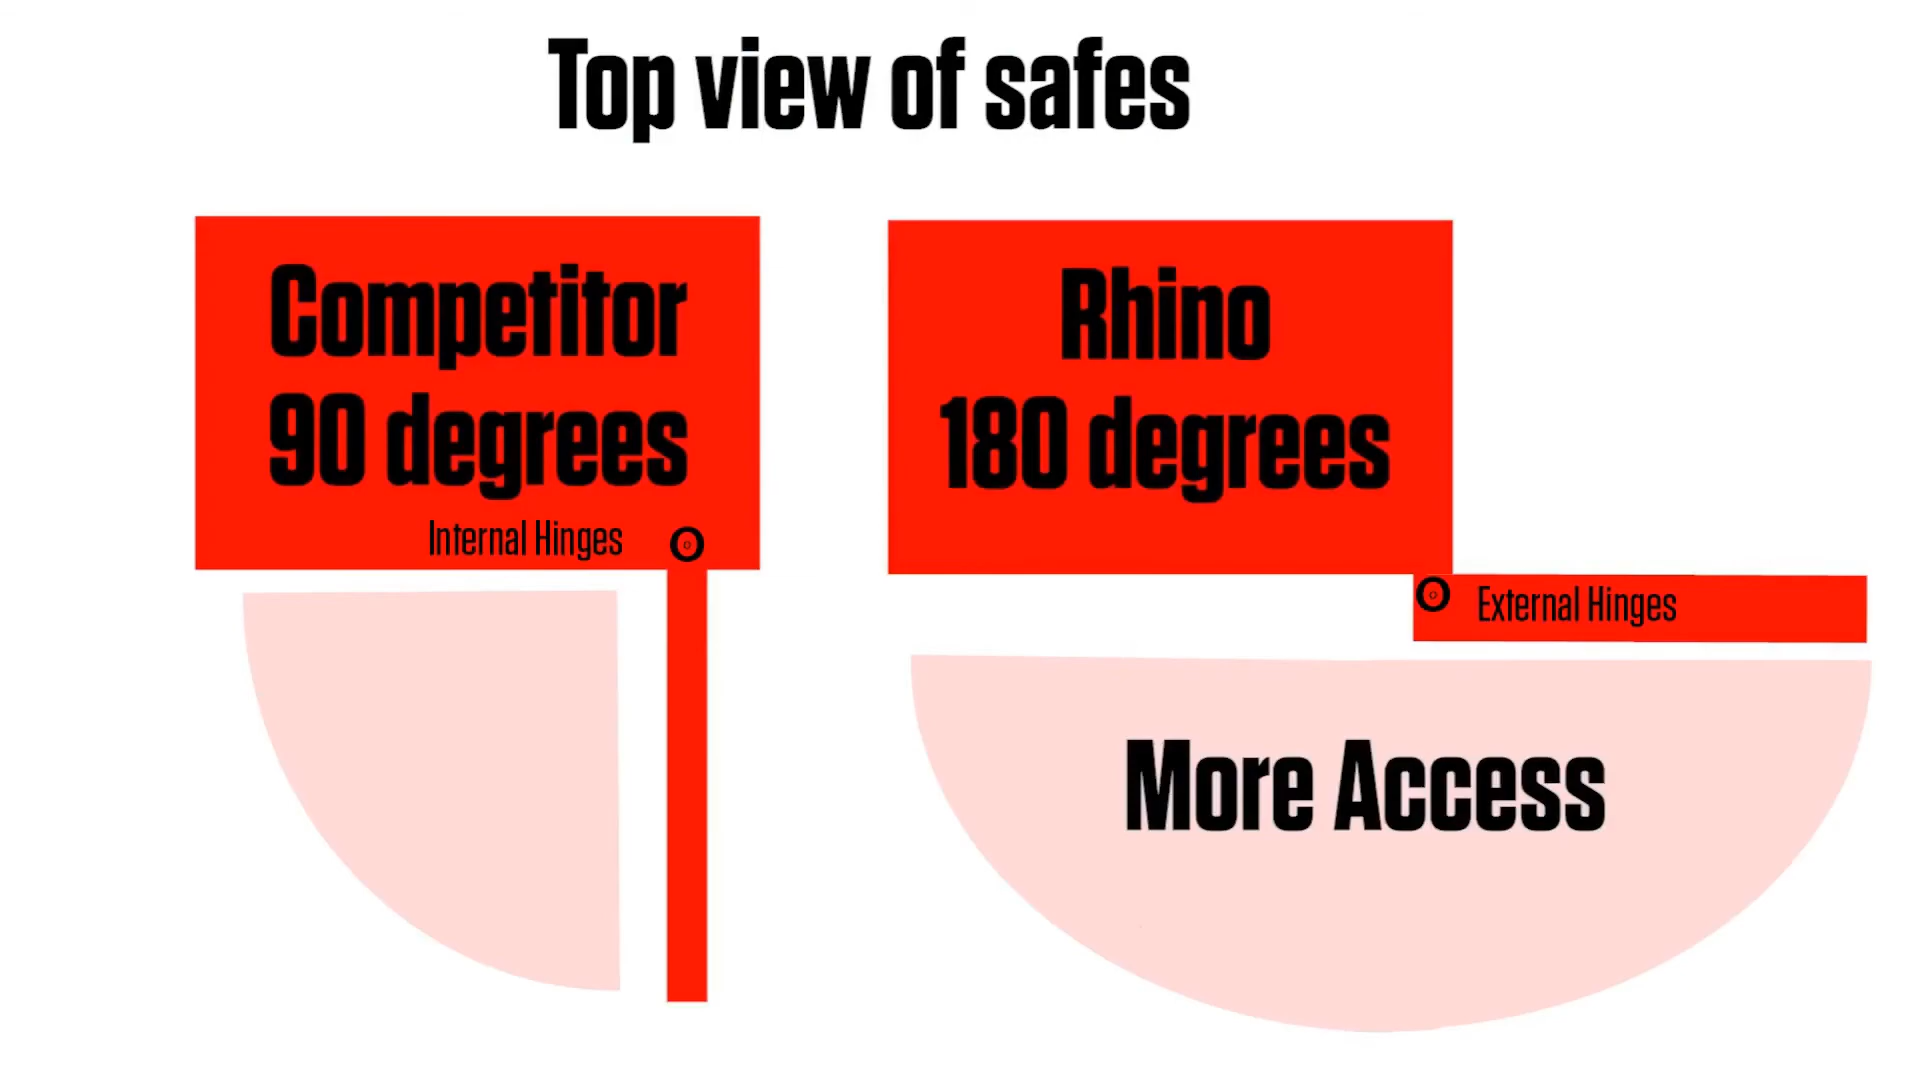 Top view of safes
Competitor
90 degrees
Internal Hinges
Rhino
180 degrees
External Hinges
More Access